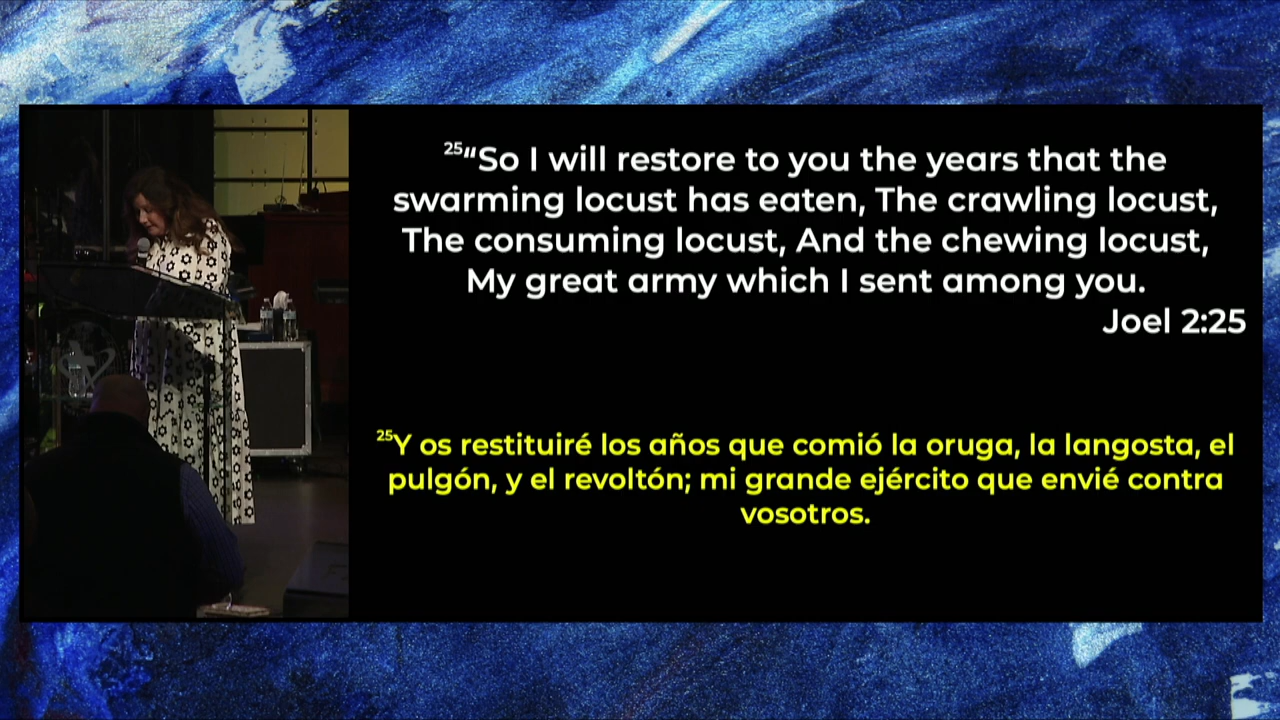 25“So I will restore to you the years that the
swarming locust has eaten, The crawling locust,
The consuming locust, And the chewing locust,
My great army which I sent among you.
Joel 2:25
25Y os restituiré los años que comió la oruga, la langosta, el
pulgón, y el revoltón; mi grande ejército que envié contra
vosotros.